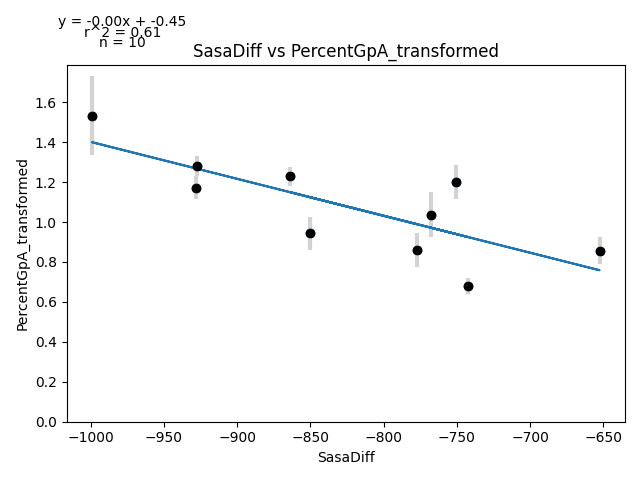 y = -0.00x + -0.45
r^2 = 0.61
n = 10
SasaDiff vs PercentGpA_transformed
PercentGpA_transformed
1.6
1.4
1.2
1.0
0.8
0.6
0.4
0.2
0.0
−1000 −950 −900 −850 −800 −750 −700 −650
SasaDiff